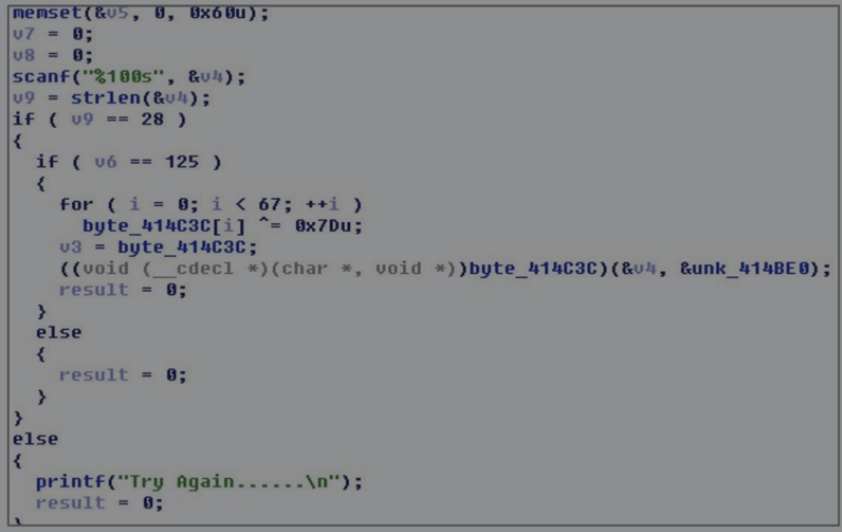 memset(&v5, 0, 0x60u);
v7 = 0;
v8 = 0;
scanf("%100s", &v4);
v9 = strlen(&v4);
if ( v9 == 28 )
{
if ( v6 == 125 )
{
for ( i = 0; i < 67; ++i )
byte_414C3C[i] ^= 0x7Du;
v3 = byte_414C3C;
((void (__cdecl *)(char *, void *))byte_414C3C)(&v4, &unk_414BE0);
result = 0;
}
else
{
result = 0;
}
}
else
{
printf("Try Again......\n");
result = 0;